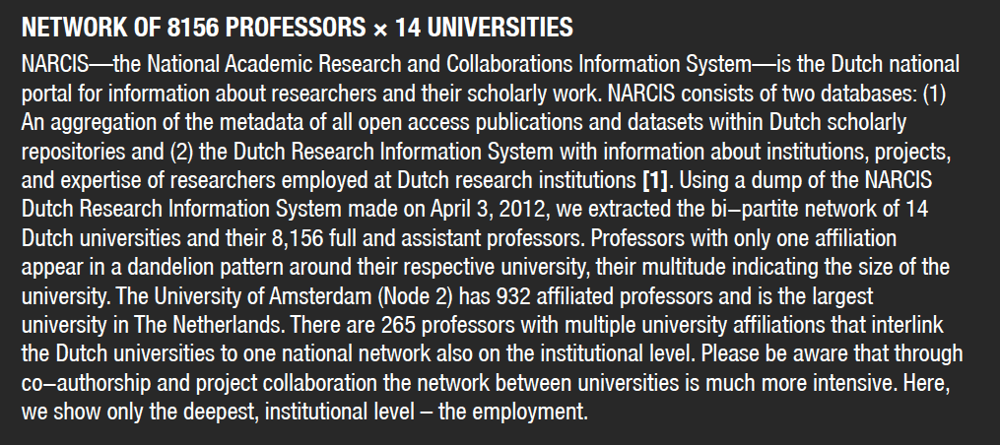 NETWORK OF 8156 PROFESSORS × 14 UNIVERSITIES
NARCIS—the National Academic Research and Collaborations Information System—is the Dutch national
portal for information about researchers and their scholarly work. NARCIS consists of two databases: (1)
An aggregation of the metadata of all open access publications and datasets within Dutch scholarly
repositories and (2) the Dutch Research Information System with information about institutions, projects,
and expertise of researchers employed at Dutch research institutions [1]. Using a dump of the NARCIS
Dutch Research Information System made on April 3, 2012, we extracted the bi–partite network of 14
Dutch universities and their 8,156 full and assistant professors. Professors with only one affiliation
appear in a dandelion pattern around their respective university, their multitude indicating the size of the
university. The University of Amsterdam (Node 2) has 932 affiliated professors and is the largest
university in The Netherlands. There are 265 professors with multiple university affiliations that interlink
the Dutch universities to one national network also on the institutional level. Please be aware that through
co–authorship and project collaboration the network between universities is much more intensive. Here,
we show only the deepest, institutional level – the employment.